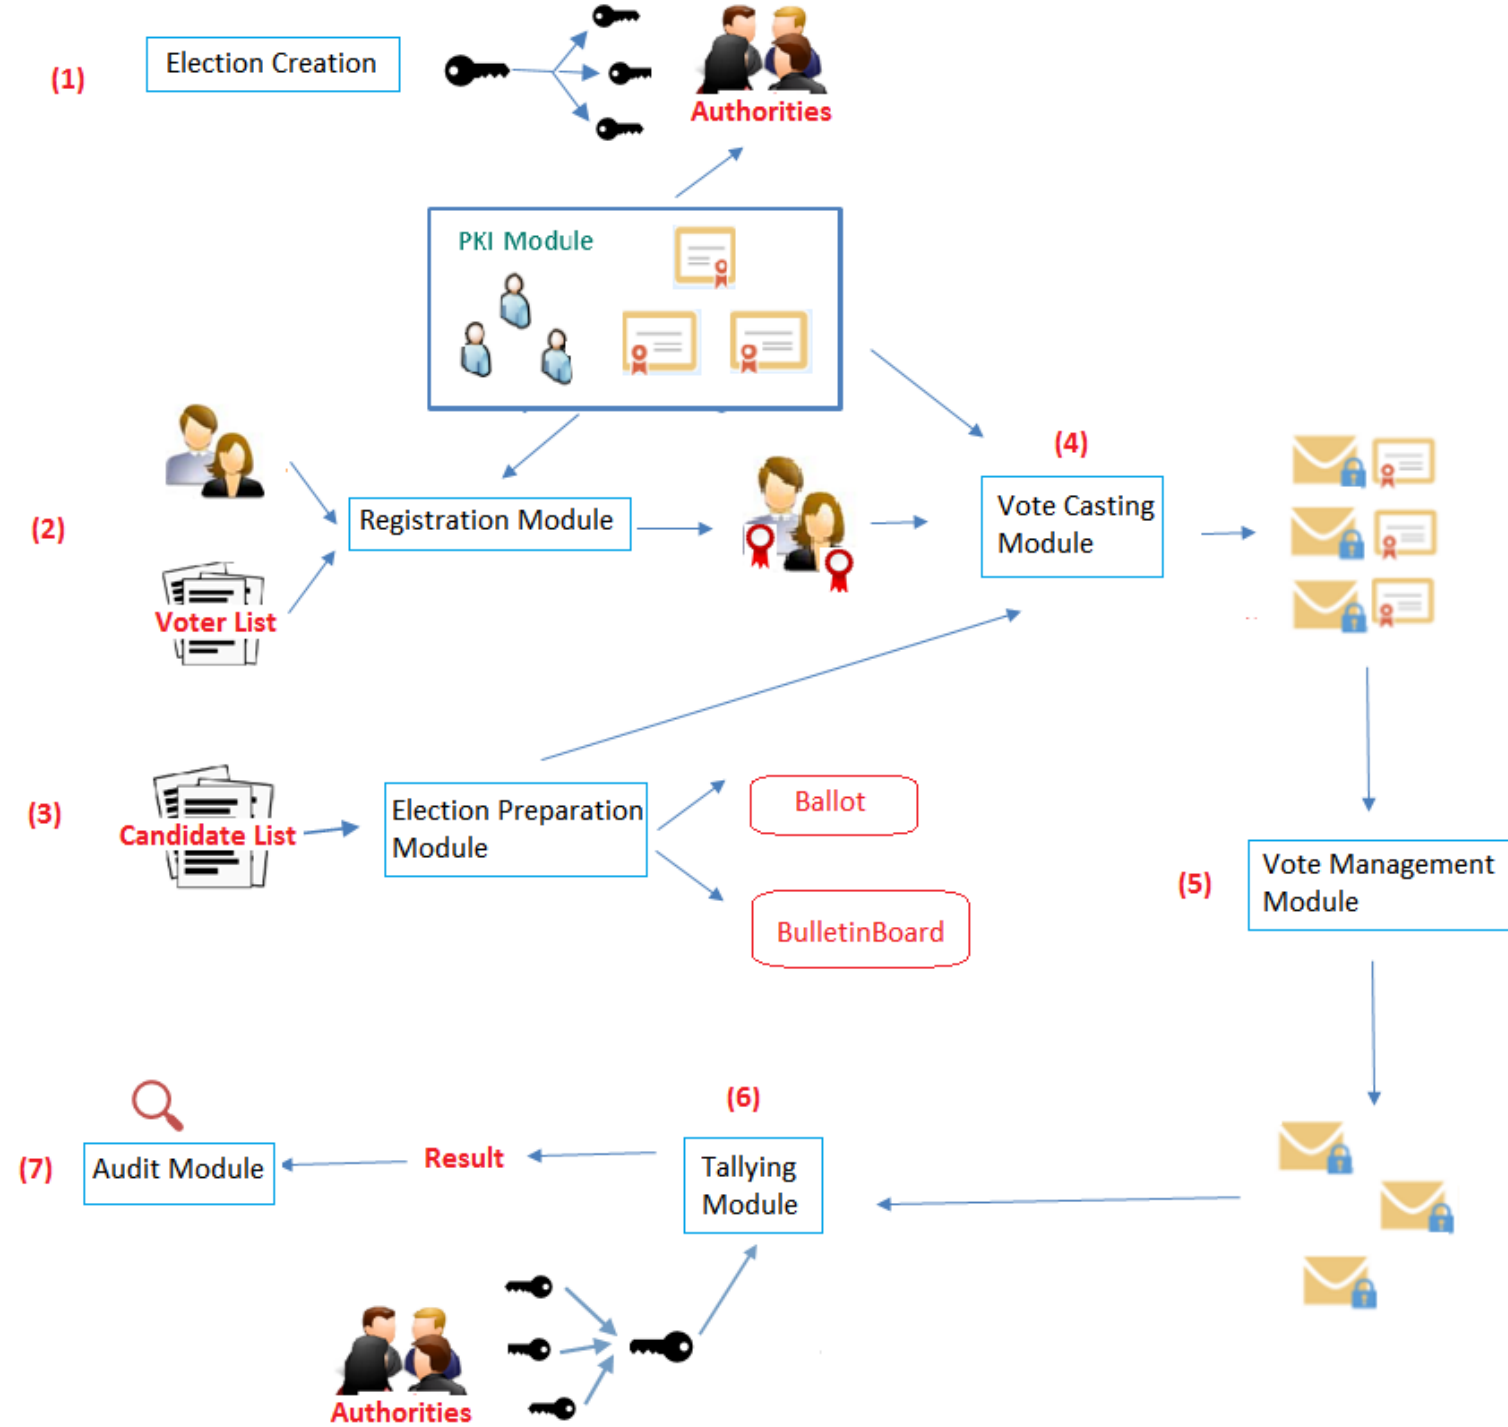 (1)
Election Creation
Authorities
PKI Module
(4)
(2)
Registration Module
Vote Casting
Module
Voter List
(3)
Candidate List
Election Preparation
Module
Ballot
BulletinBoard
(5)
Vote Management
Module
(6)
(7)
Audit Module
Result
Tallying
Module
Authorities